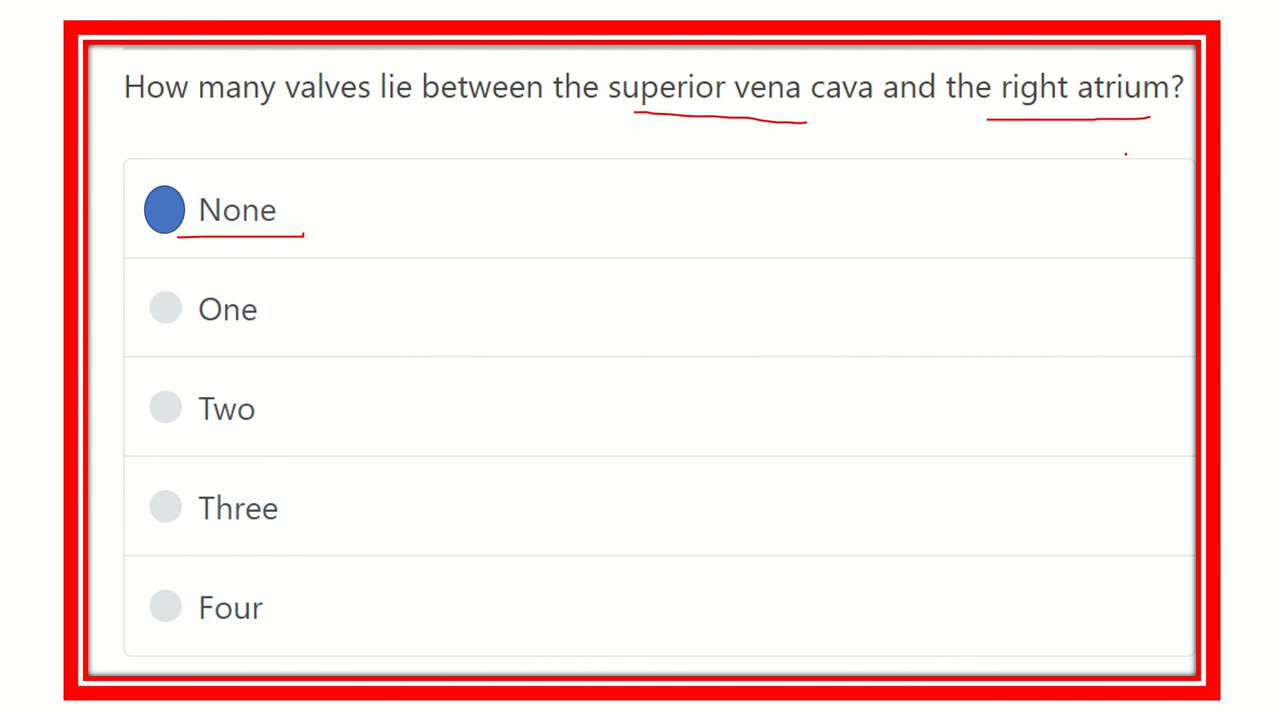 How many valves lie between the superior vena cava and the right atrium?
None
One
Two
Three
Four